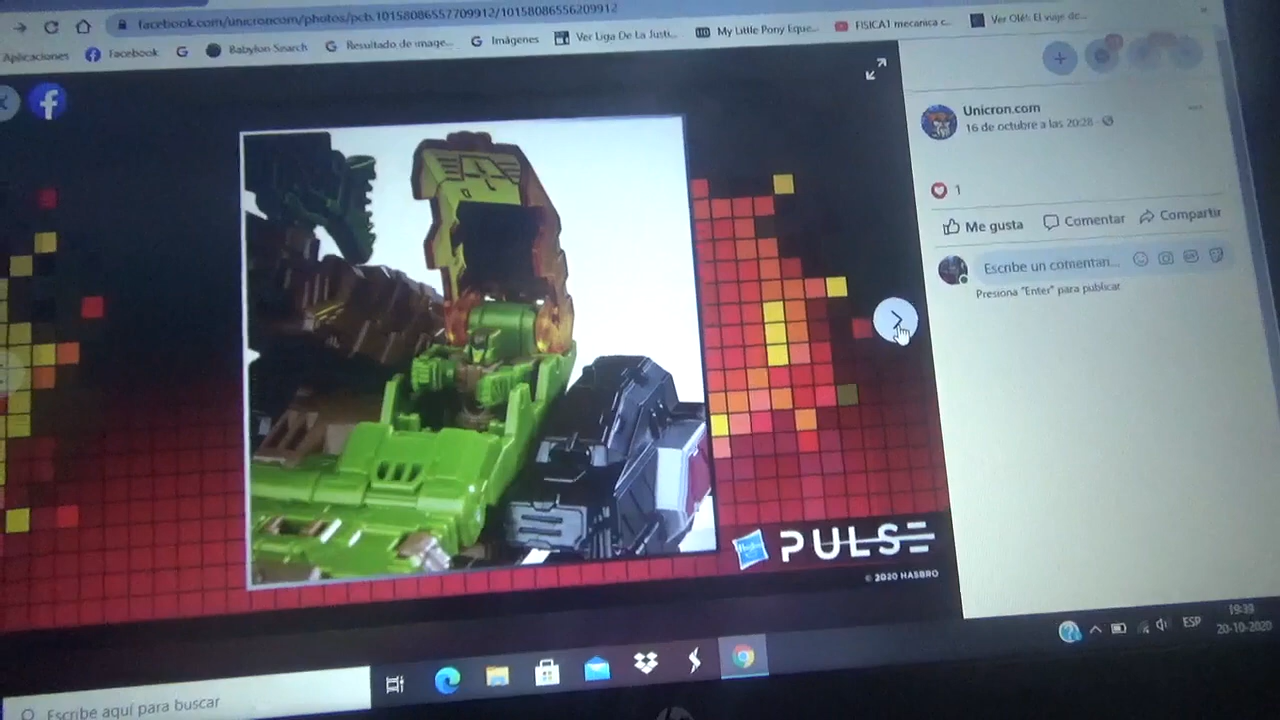 facebook.com/unicroncom/photos/pcb.10158086557709912/10158086556209912
Aplicaciones
Facebook
Babylon Search
Resultado de image...
Imágenes
Ver Liga De La Justi...
My Little Pony Eque...
FISICA1 mecanica c...
Ver Olé!: El viaje de...
Unicron.com
16 de octubre a las 20:28
1
Me gusta
Comentar
Compartir
Escribe un comentan...
Presiona "Enter" para publicar
Hasbro
PULSE
© 2020 HASBRO
ESP
19:39
20-10-2020
Escribe aquí para buscar